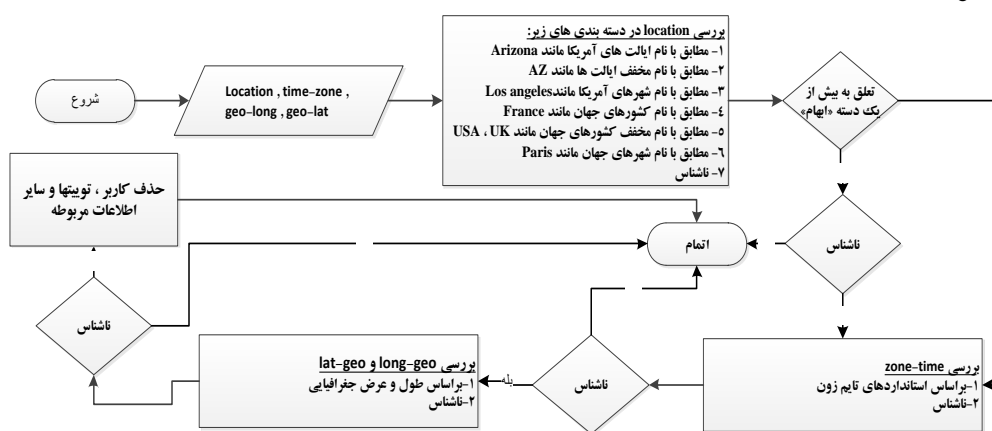 شروع
Location , time-zone ,
geo-long , geo-lat
بررسی location در دسته بندی های زیر:
۱- مطابق با نام ایالت های آمریکا مانند Arizona
۲- مطابق با نام مخفف ایالت ها مانند AZ
۳- مطابق با نام شهرهای آمریکا مانند Los angeles
۴- مطابق با نام کشورهای جهان مانند France
۵- مطابق با نام مخفف کشورهای جهان مانند USA ، UK
۶- مطابق با نام شهرهای جهان مانند Paris
۷- ناشناس
تعلق به بیش از
یک دسته «ابهام»
ناشناس
اتمام
حذف کاربر ، توییتها و سایر
اطلاعات مربوطه
ناشناس
بررسی zone-time
۱-براساس استانداردهای تایم زون
۲-ناشناس
ناشناس
بله
بررسی long-geo و lat-geo
۱-براساس طول و عرض جغرافیایی
۲-ناشناس